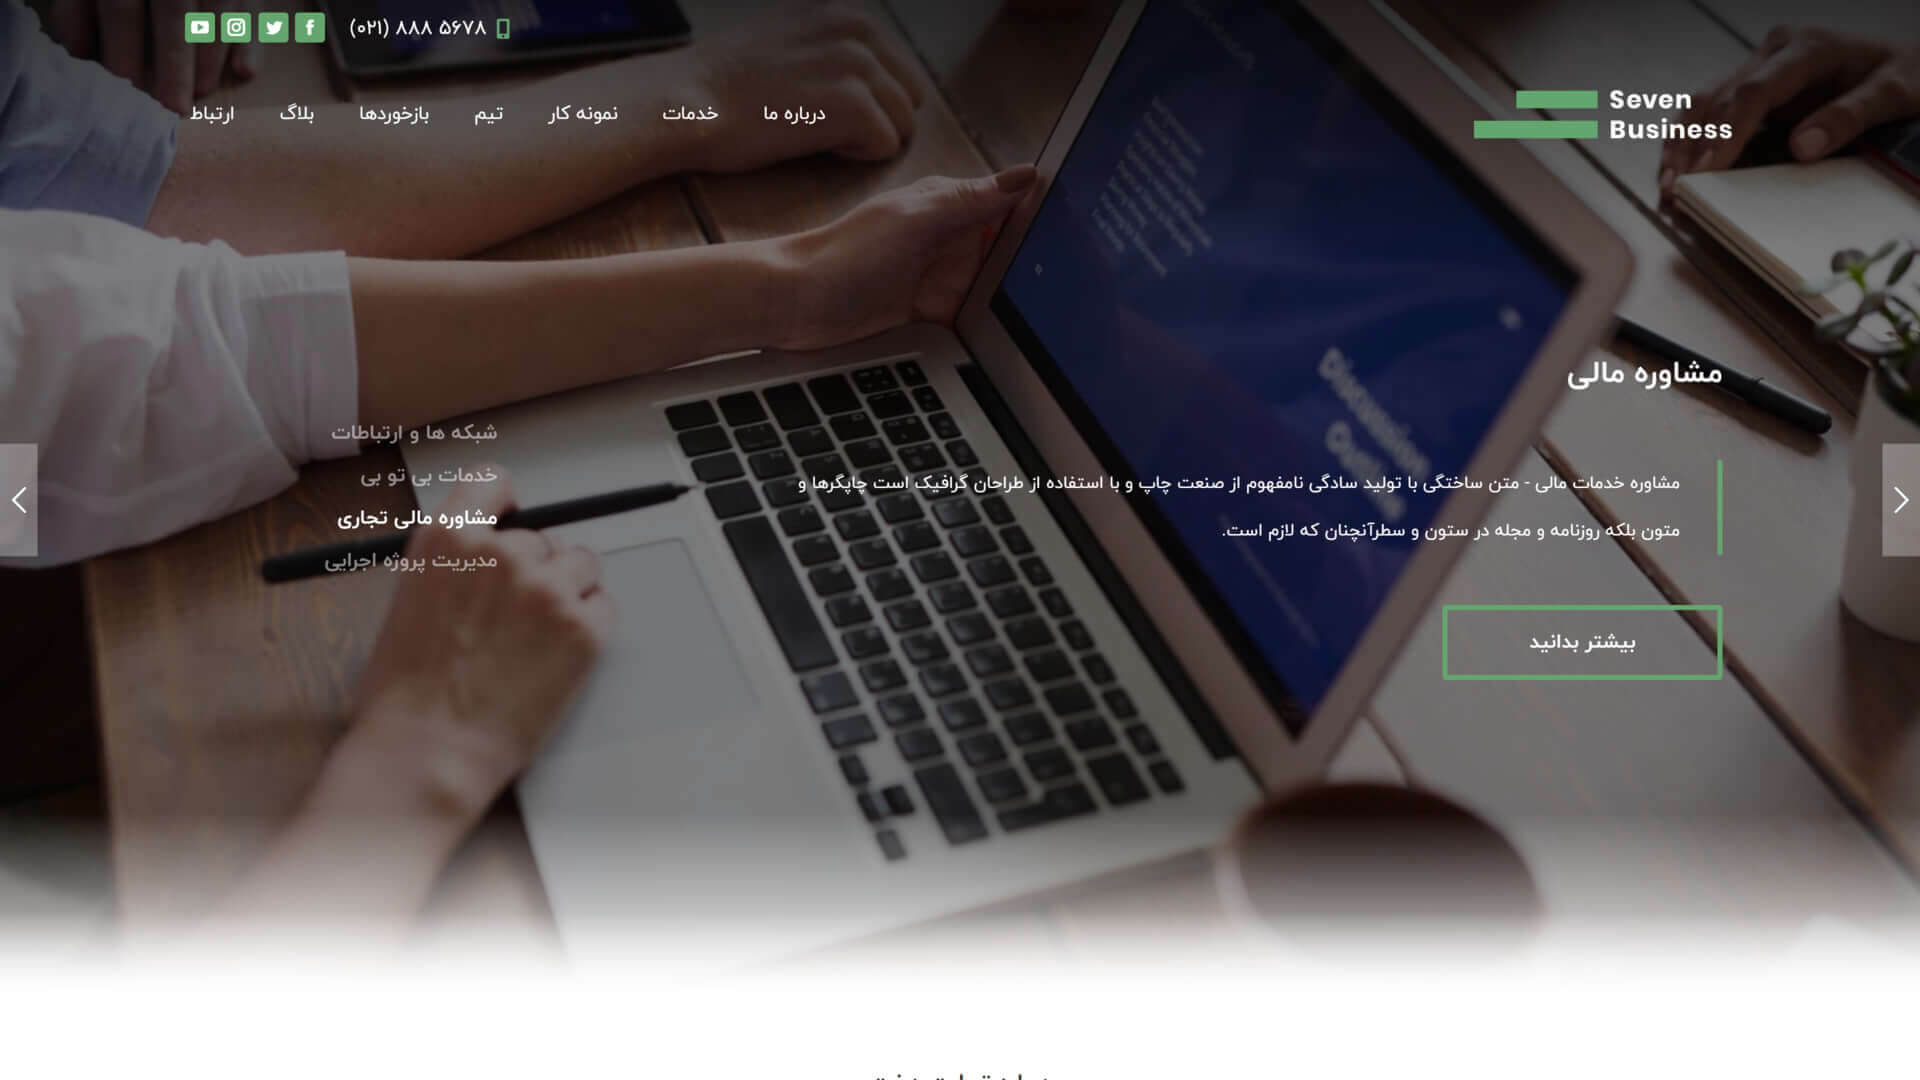 (۰۲۱) ۸۸۸ ۵۶۷۸
Seven
Business
درباره ما
خدمات
نمونه کار
تیم
بازخوردها
بلاگ
ارتباط
مشاوره مالی
مشاوره خدمات مالی - متن ساختگی با تولید سادگی نامفهوم از صنعت چاپ و با استفاده از طراحان گرافیک است چاپگرها و
متون بلکه روزنامه و مجله در ستون و سطرآنچنان که لازم است.
بیشتر بدانید
شبکه ها و ارتباطات
خدمات بی تو بی
مشاوره مالی تجاری
مدیریت پروژه اجرایی
Discussion